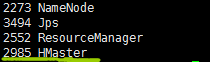 2273 NameNode
3494 Jps
2552 ResourceManager
2985 HMaster